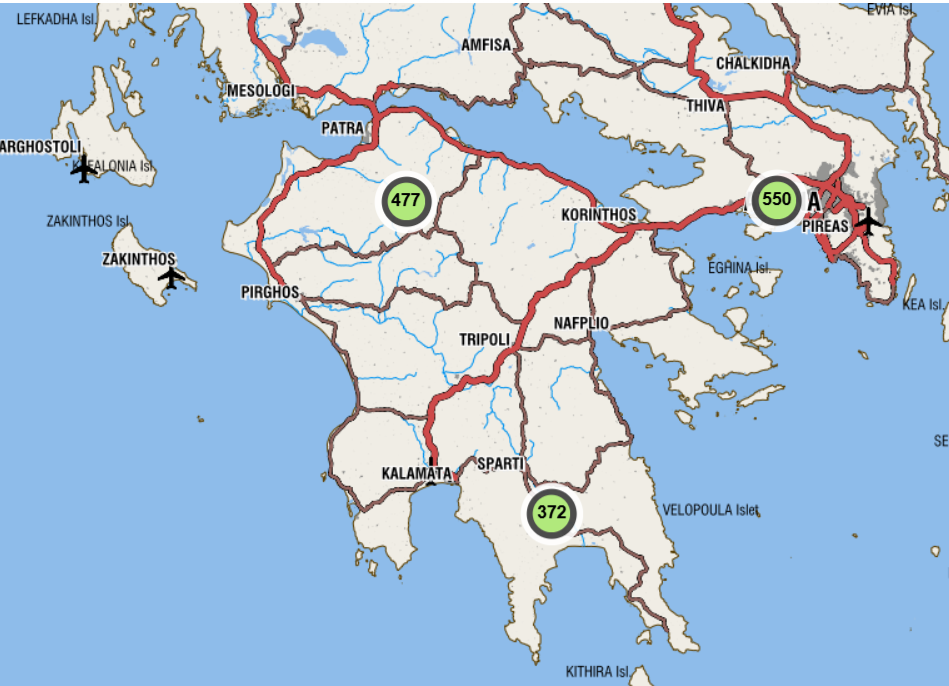 LEFKADHA Isl.
EVIA Isl.
AMFISA
CHALKIDHA
MESOLOGI
THIVA
PATRA
ARGHOSTOLI
KEFALONIA Isl.
477
550
A
ZAKINTHOS Isl.
KORINTHOS
PIREAS
ZAKINTHOS
EGHINA Isl.
PIRGHOS
KEA Isl.
NAFPLIO
TRIPOLI
SE
SPARTI
KALAMATA
372
VELOPOULA Islet
KITHIRA Isl.